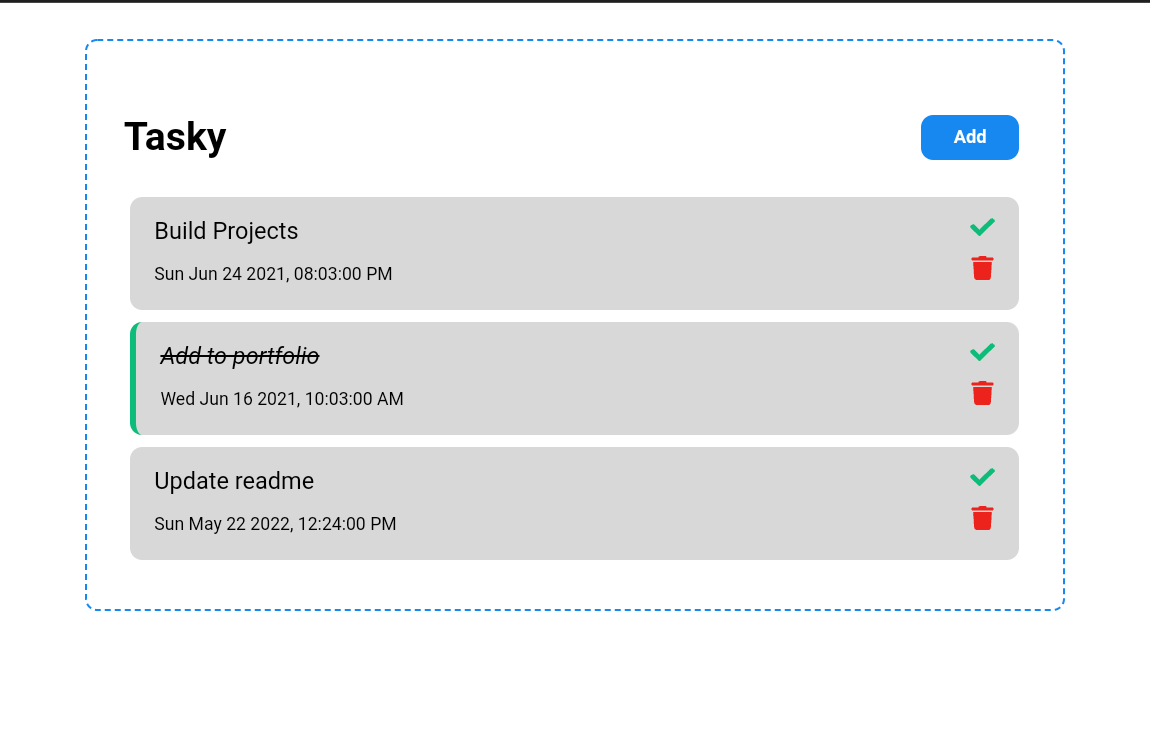 Tasky
Add
Build Projects
Sun Jun 24 2021, 08:03:00 PM
Add to portfolio
Wed Jun 16 2021, 10:03:00 AM
Update readme
Sun May 22 2022, 12:24:00 PM